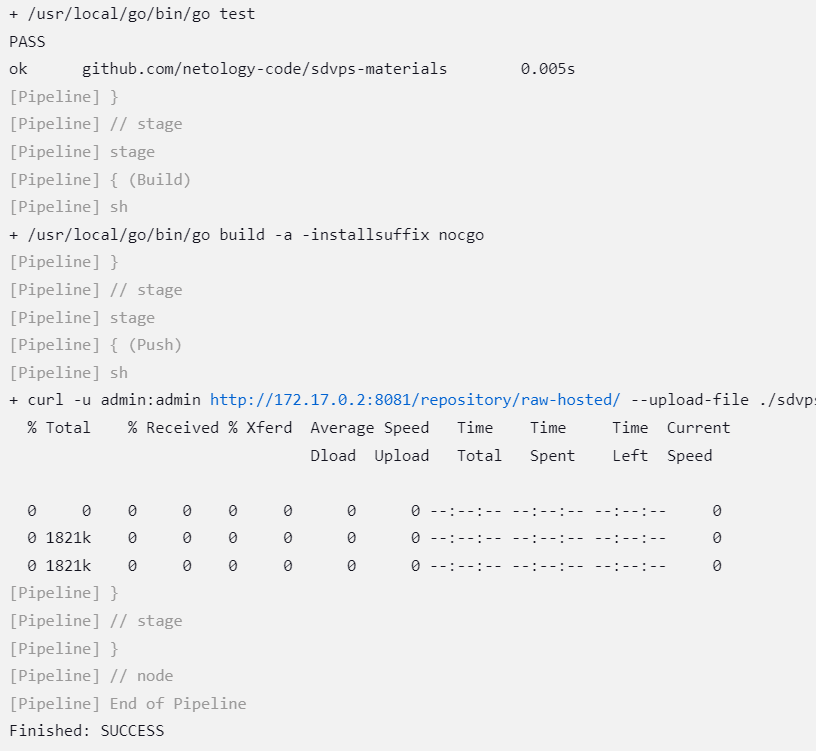 + /usr/local/go/bin/go test
PASS
ok      github.com/netology-code/sdvps-materials        0.005s
[Pipeline] }
[Pipeline] // stage
[Pipeline] stage
[Pipeline] { (Build)
[Pipeline] sh
+ /usr/local/go/bin/go build -a -installsuffix nocgo
[Pipeline] }
[Pipeline] // stage
[Pipeline] stage
[Pipeline] { (Push)
[Pipeline] sh
+ curl -u admin:admin http://172.17.0.2:8081/repository/raw-hosted/ --upload-file ./sdvps
  % Total    % Received % Xferd  Average Speed   Time    Time     Time  Current
                                 Dload  Upload   Total   Spent    Left  Speed
  0     0    0     0    0     0      0      0 --:--:-- --:--:-- --:--:--     0
  0 1821k    0     0    0     0      0      0 --:--:-- --:--:-- --:--:--     0
  0 1821k    0     0    0     0      0      0 --:--:-- --:--:-- --:--:--     0
[Pipeline] }
[Pipeline] // stage
[Pipeline] }
[Pipeline] // node
[Pipeline] End of Pipeline
Finished: SUCCESS